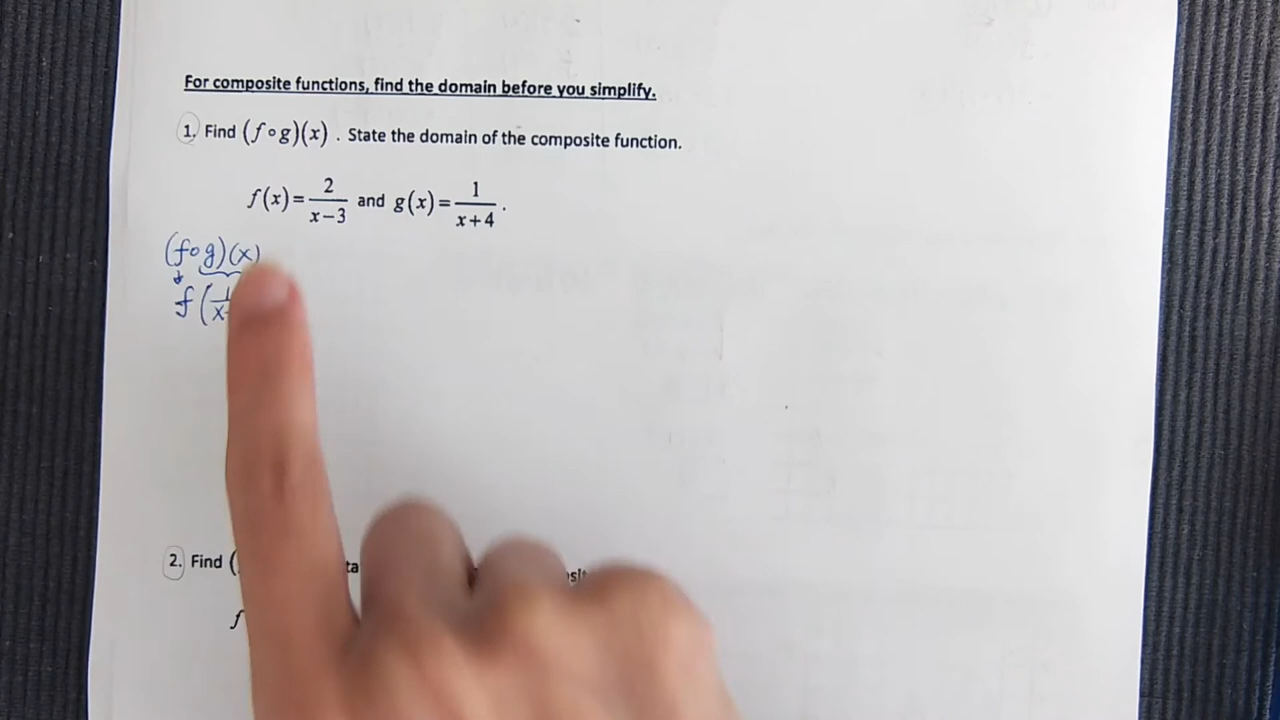 For composite functions, find the domain before you simplify.
1. Find (f∘g)(x). State the domain of the composite function.
f(x)=2/(x−3) and g(x)=1/(x+4).
(f∘g)(x)
f(
2. Find (
f